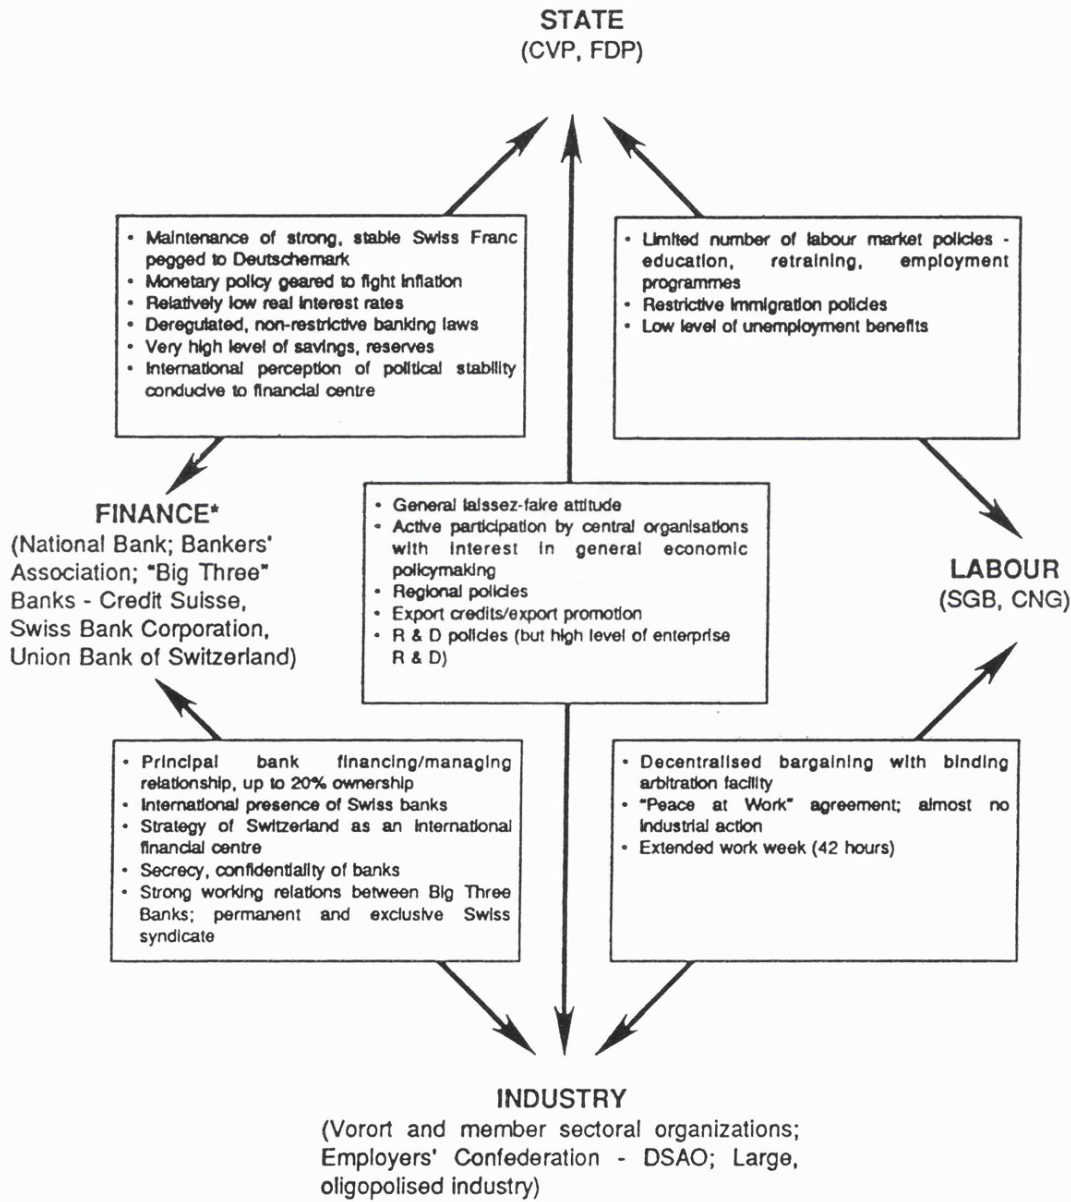 STATE
(CVP, FDP)
• Maintenance of strong, stable Swiss Franc
pegged to Deutschemark
• Monetary policy geared to fight inflation
• Relatively low real interest rates
• Deregulated, non-restrictive banking laws
• Very high level of savings, reserves
• International perception of political stability
conducive to financial centre
• Limited number of labour market policies -
education, retraining, employment
programmes
• Restrictive immigration policies
• Low level of unemployment benefits
FINANCE*
(National Bank; Bankers'
Association; "Big Three"
Banks - Credit Suisse,
Swiss Bank Corporation,
Union Bank of Switzerland)
• General laissez-faire attitude
• Active participation by central organisations
with interest in general economic
policymaking
• Regional policies
• Export credits/export promotion
• R & D policies (but high level of enterprise
R & D)
LABOUR
(SGB, CNG)
• Principal bank financing/managing
relationship, up to 20% ownership
• International presence of Swiss banks
• Strategy of Switzerland as an international
financial centre
• Secrecy, confidentiality of banks
• Strong working relations between Big Three
Banks; permanent and exclusive Swiss
syndicate
• Decentralised bargaining with binding
arbitration facility
• "Peace at Work" agreement; almost no
industrial action
• Extended work week (42 hours)
INDUSTRY
(Vorort and member sectoral organizations;
Employers' Confederation - DSAO; Large,
oligopolised industry)